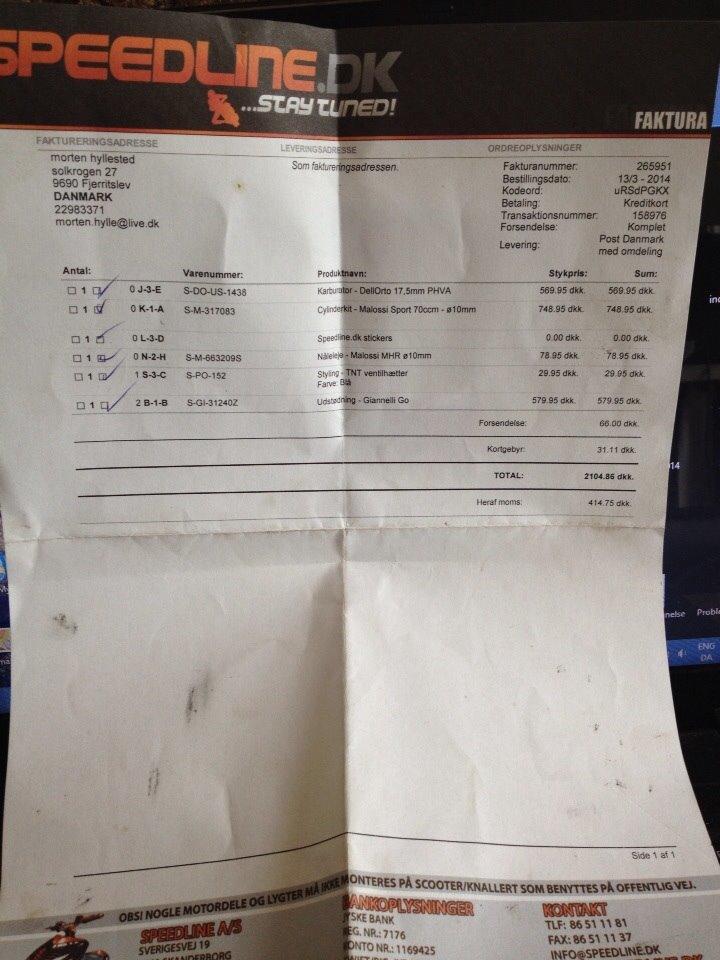 SPEEDLINE.DK
...STAY TUNED!
FAKTURA
FAKTURERINGSADRESSE
morten hyllested
solkrogen 27
9690 Fjerritslev
DANMARK
22983371
morten.hylle@live.dk
LEVERINGSADRESSE
Som faktureringsadressen.
ORDREOPLYSNINGER
Fakturanummer: 265951
Bestillingsdato: 13/3 - 2014
Kodeord: uRSdPGKX
Betaling: Kreditkort
Transaktionsnummer: 158976
Forsendelse: Komplet
Levering: Post Danmark
med omdeling
Antal: Varenummer: Produktnavn: Stykpris: Sum:
1 0 J-3-E S-DO-US-1438 Karburator - DellOrto 17,5mm PHVA 569.95 dkk. 569.95 dkk.
1 0 K-1-A S-M-317083 Cylinderkit - Malossi Sport 70ccm - ø10mm 748.95 dkk. 748.95 dkk.
1 0 L-3-D Speedline.dk stickers 0.00 dkk. 0.00 dkk.
1 0 N-2-H S-M-663209S Nåleleje - Malossi MHR ø10mm 78.95 dkk. 78.95 dkk.
1 1 S-3-C S-PO-152 Styling - TNT ventilhætter 29.95 dkk. 29.95 dkk.
Farve: Blå
1 2 B-1-B S-GI-31240Z Udstødning - Giannelli Go 579.95 dkk. 579.95 dkk.
Forsendelse: 66.00 dkk.
Kortgebyr: 31.11 dkk.
TOTAL: 2104.86 dkk.
Heraf moms: 414.75 dkk.
Side 1 af 1
OBS! NOGLE MOTORDELE OG LYGTER MÅ IKKE MONTERES PÅ SCOOTER/KNALLERT SOM BENYTTES PÅ OFFENTLIG VEJ.
SPEEDLINE A/S
SVERIGESVEJ 19
SKANDERBORG
BANKOPLYSNINGER
JYSKE BANK
REG. NR.: 7176
KONTO NR.: 1169425
KONTAKT
TLF: 86 51 11 81
FAX: 86 51 11 37
INFO@SPEEDLINE.DK
ENG
DA